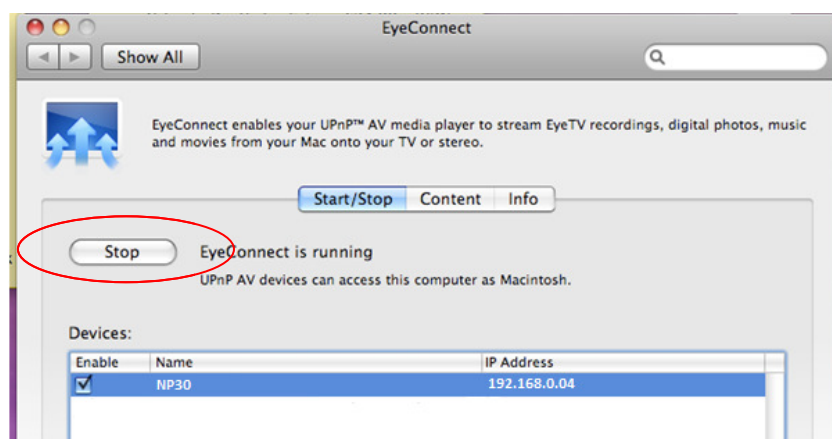 EyeConnect
Show All
EyeConnect enables your UPnP™ AV media player to stream EyeTV recordings, digital photos, music
and movies from your Mac onto your TV or stereo.
Start/Stop Content Info
Stop EyeConnect is running
UPnP AV devices can access this computer as Macintosh.
Devices:
Enable Name IP Address
NP30 192.168.0.04